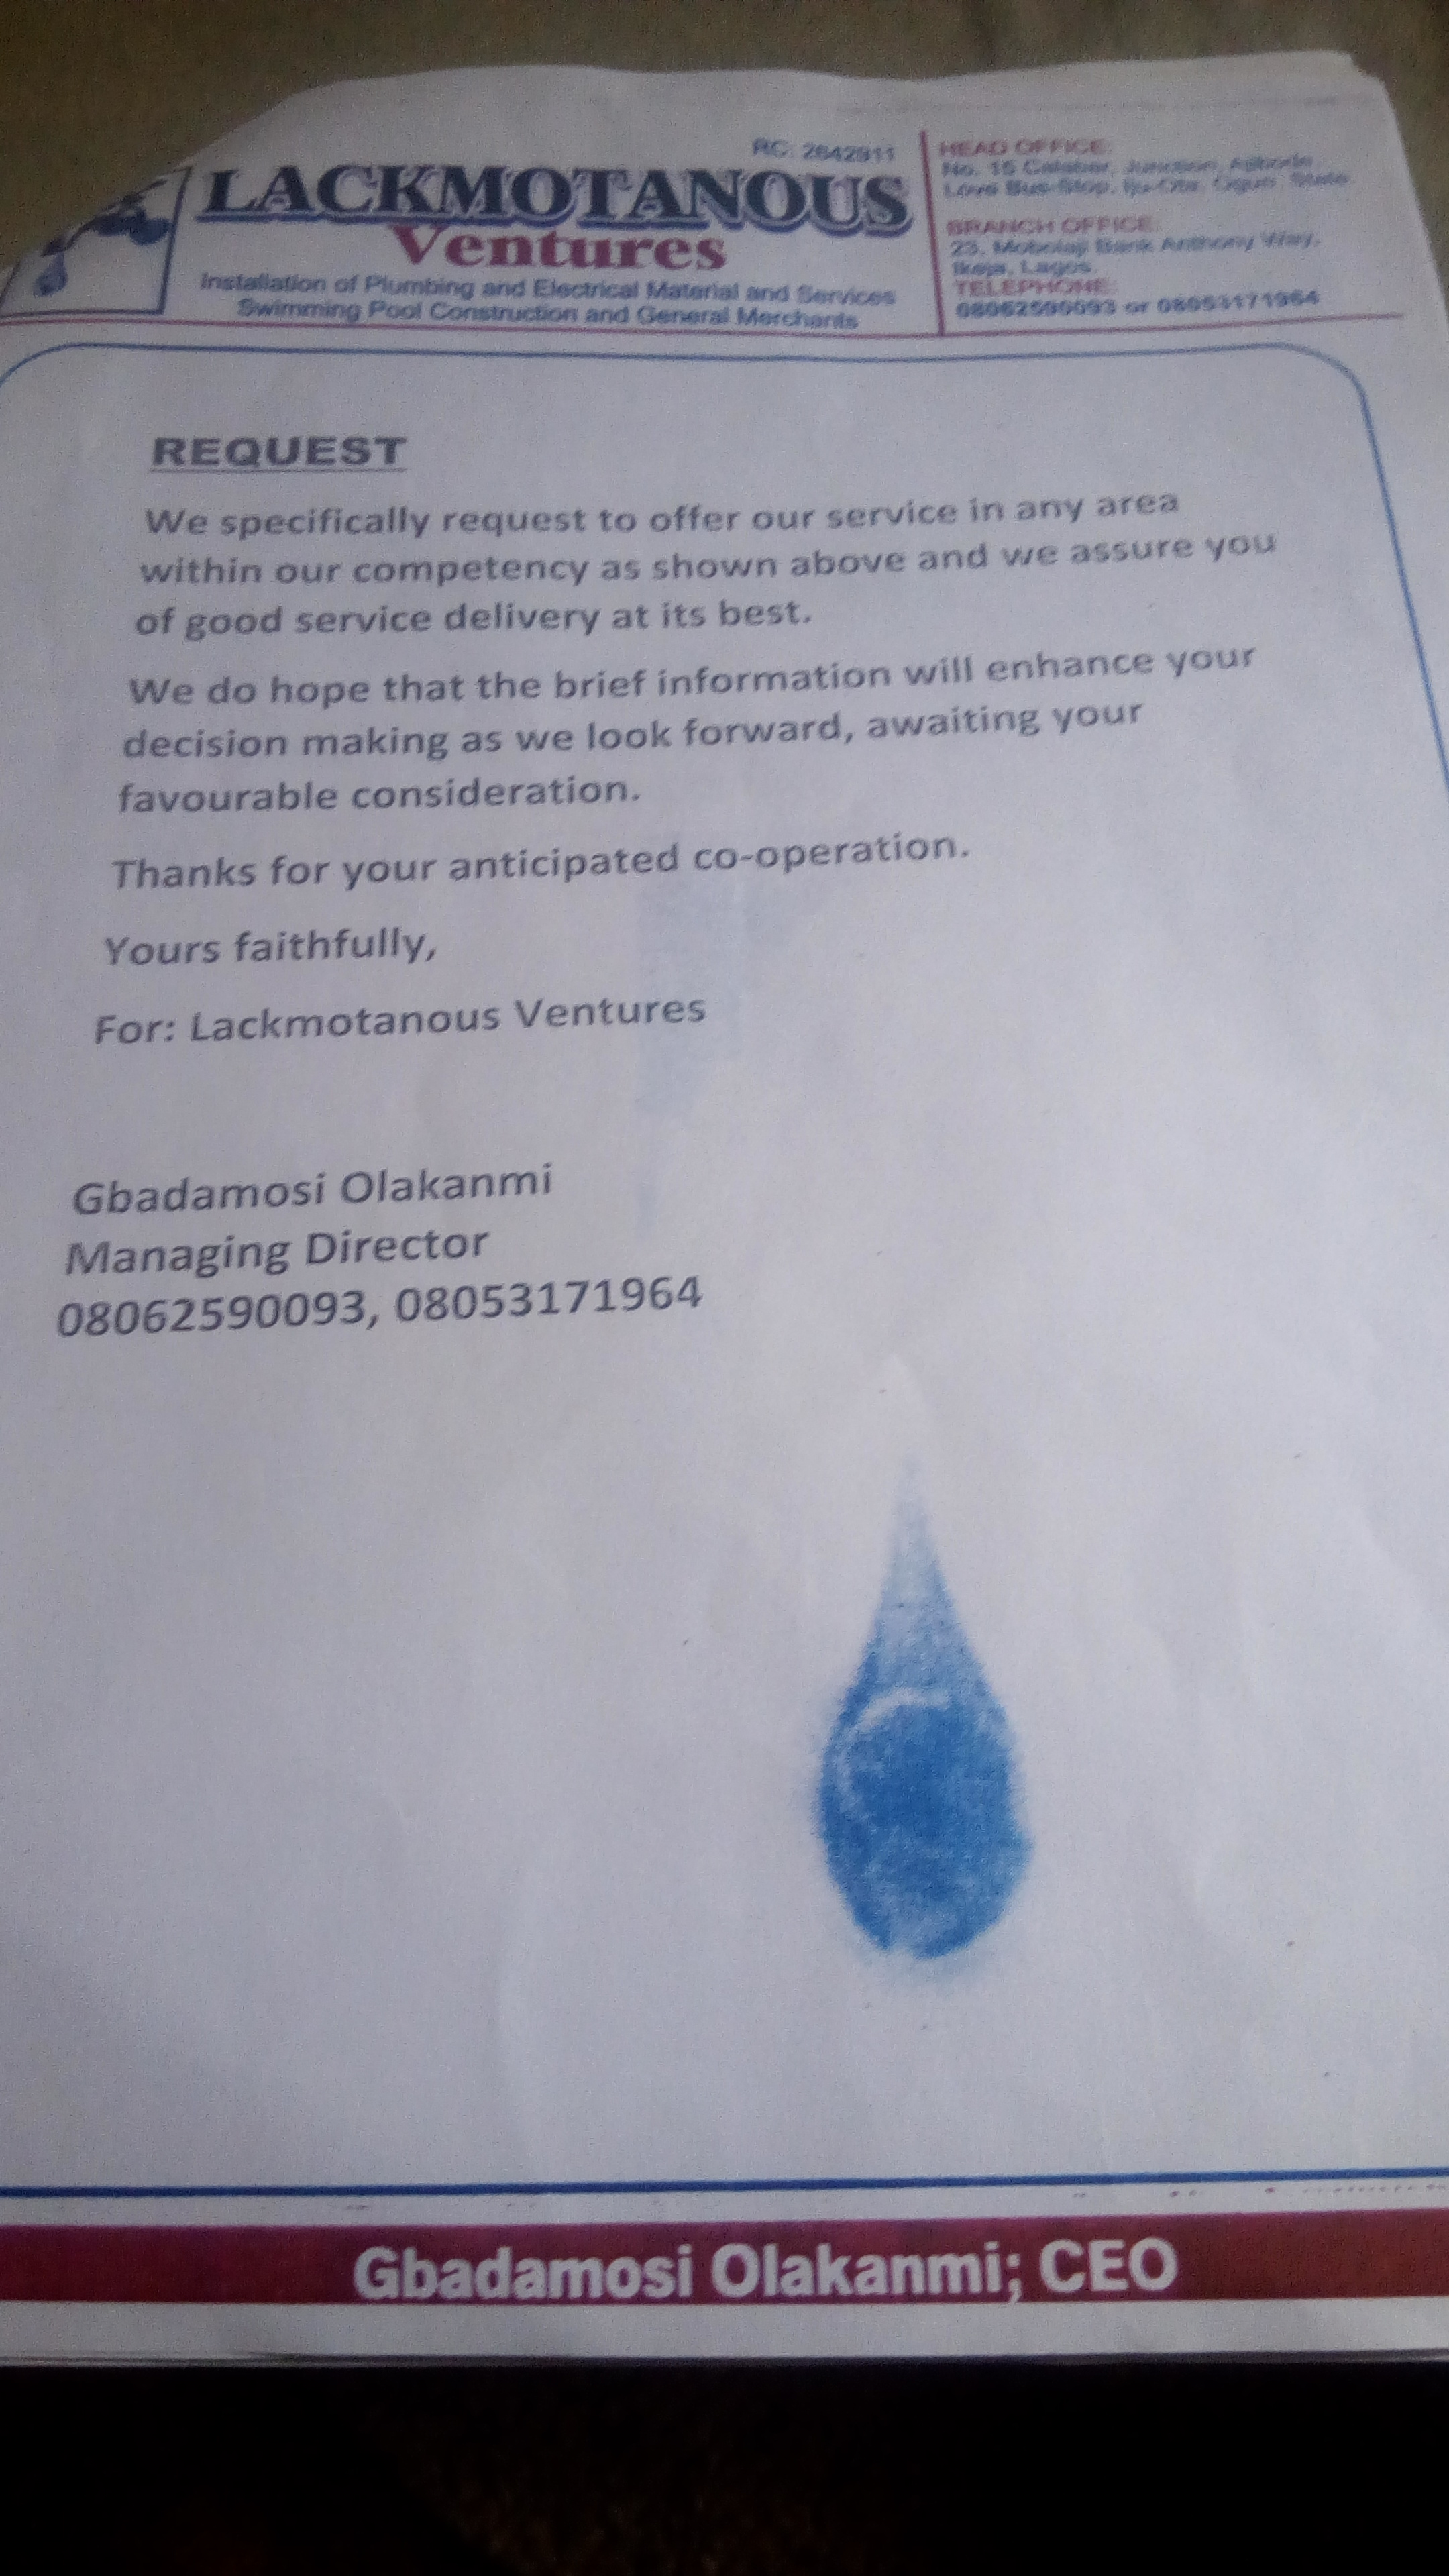 RC: 2642911
LACKMOTANOUS
Ventures
Installation of Plumbing and Electrical Material and Services
Swimming Pool Construction and General Merchants
HEAD OFFICE:
No. 15 Calabar, Junction, Agbado,
Love Bus-Stop, Iju-Ota, Ogun State.
BRANCH OFFICE:
23, Mobolaji Bank Anthony Way,
Ikeja, Lagos.
TELEPHONE:
08062590093 or 08053171964
REQUEST
We specifically request to offer our service in any area
within our competency as shown above and we assure you
of good service delivery at its best.
We do hope that the brief information will enhance your
decision making as we look forward, awaiting your
favourable consideration.
Thanks for your anticipated co-operation.
Yours faithfully,
For: Lackmotanous Ventures
Gbadamosi Olakanmi
Managing Director
08062590093, 08053171964
Gbadamosi Olakanmi; CEO